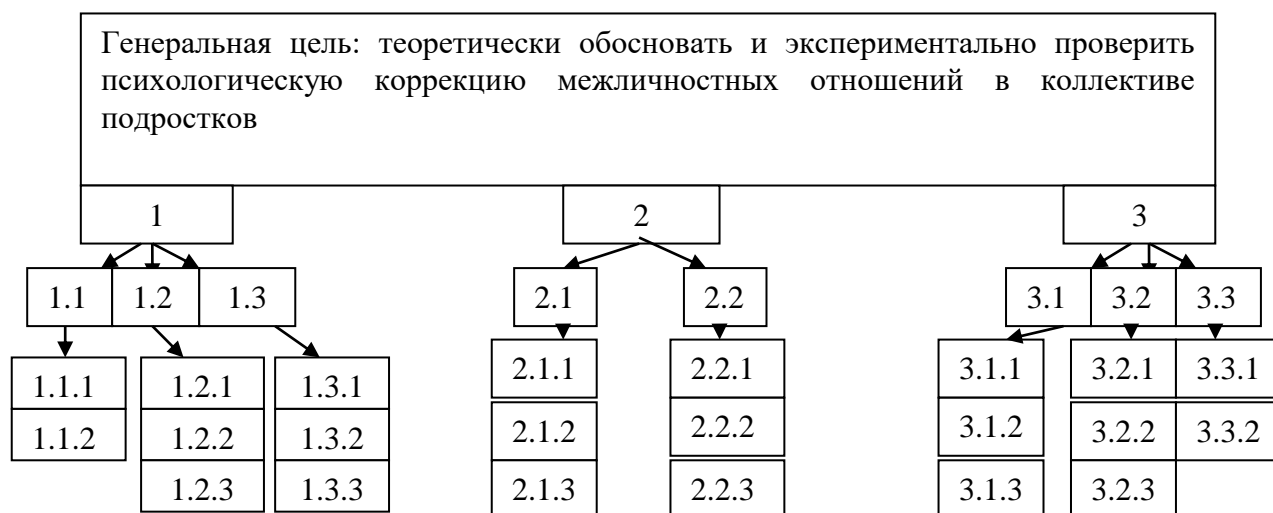 Генеральная цель: теоретически обосновать и экспериментально проверить
психологическую коррекцию межличностных отношений в коллективе
подростков
1 2 3
1.1 1.2 1.3 2.1 2.2 3.1 3.2 3.3
1.1.1 1.2.1 1.3.1 2.1.1 2.2.1 3.1.1 3.2.1 3.3.1
1.1.2 1.2.2 1.3.2 2.1.2 2.2.2 3.1.2 3.2.2 3.3.2
1.2.3 1.3.3 2.1.3 2.2.3 3.1.3 3.2.3